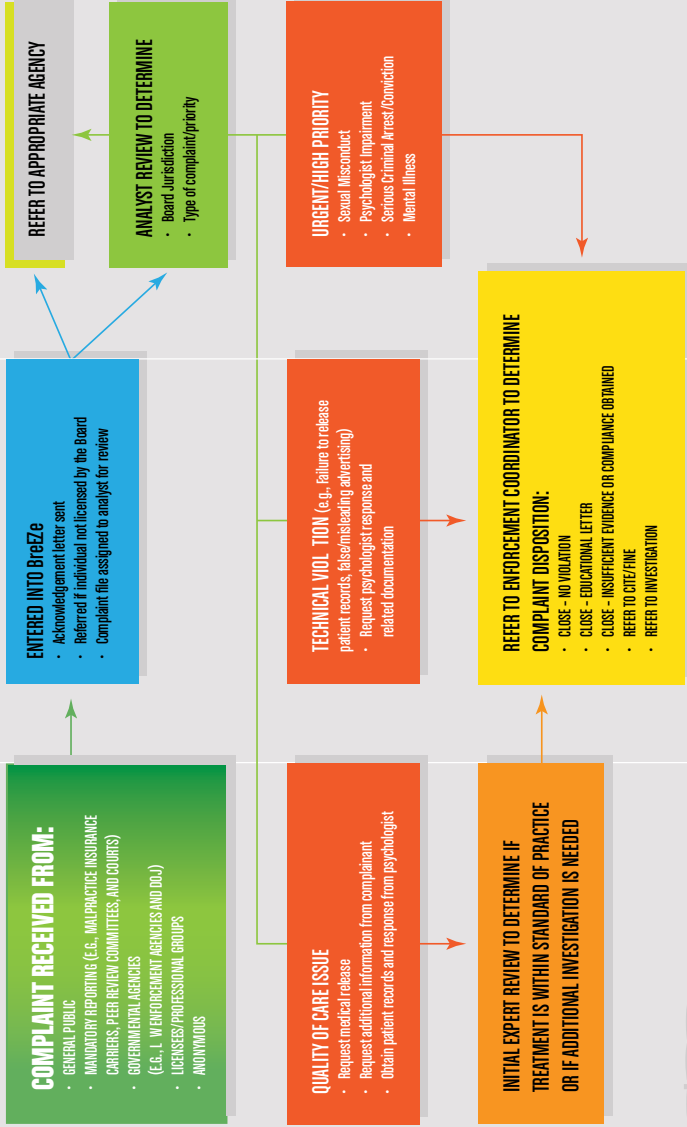 COMPLAINT RECEIVED FROM:
· GENERAL PUBLIC
· MANDATORY REPORTING (E.G., MALPRACTICE INSURANCE
CARRIERS, PEER REVIEW COMMITTEES, AND COURTS)
· GOVERNMENTAL AGENCIES
(E.G., L W ENFORCEMENT AGENCIES AND DOJ)
· LICENSEES/PROFESSIONAL GROUPS
· ANONYMOUS
ENTERED INTO BreEZe
· Acknowledgement letter sent
· Referred if individual not licensed by the Board
· Complaint file assigned to analyst for review
REFER TO APPROPRIATE AGENCY
ANALYST REVIEW TO DETERMINE
· Board Jurisdiction
· Type of complaint/priority
QUALITY OF CARE ISSUE
· Request medical release
· Request additional information from complainant
· Obtain patient records and response from psychologist
TECHNICAL VIOL TION (e.g., Failure to release
patient records, false/misleading advertising)
· Request psychologist response and
related documentation
URGENT/HIGH PRIORITY
· Sexual Misconduct
· Psychologist Impairment
· Serious Criminal Arrest/Conviction
· Mental Illness
INITIAL EXPERT REVIEW TO DETERMINE IF
TREATMENT IS WITHIN STANDARD OF PRACTICE
OR IF ADDITIONAL INVESTIGATION IS NEEDED
REFER TO ENFORCEMENT COORDINATOR TO DETERMINE
COMPLAINT DISPOSITION:
· CLOSE – NO VIOLATION
· CLOSE – EDUCATIONAL LETTER
· CLOSE – INSUFFICIENT EVIDENCE OR COMPLIANCE OBTAINED
· REFER TO CITE/FINE
· REFER TO INVESTIGATION